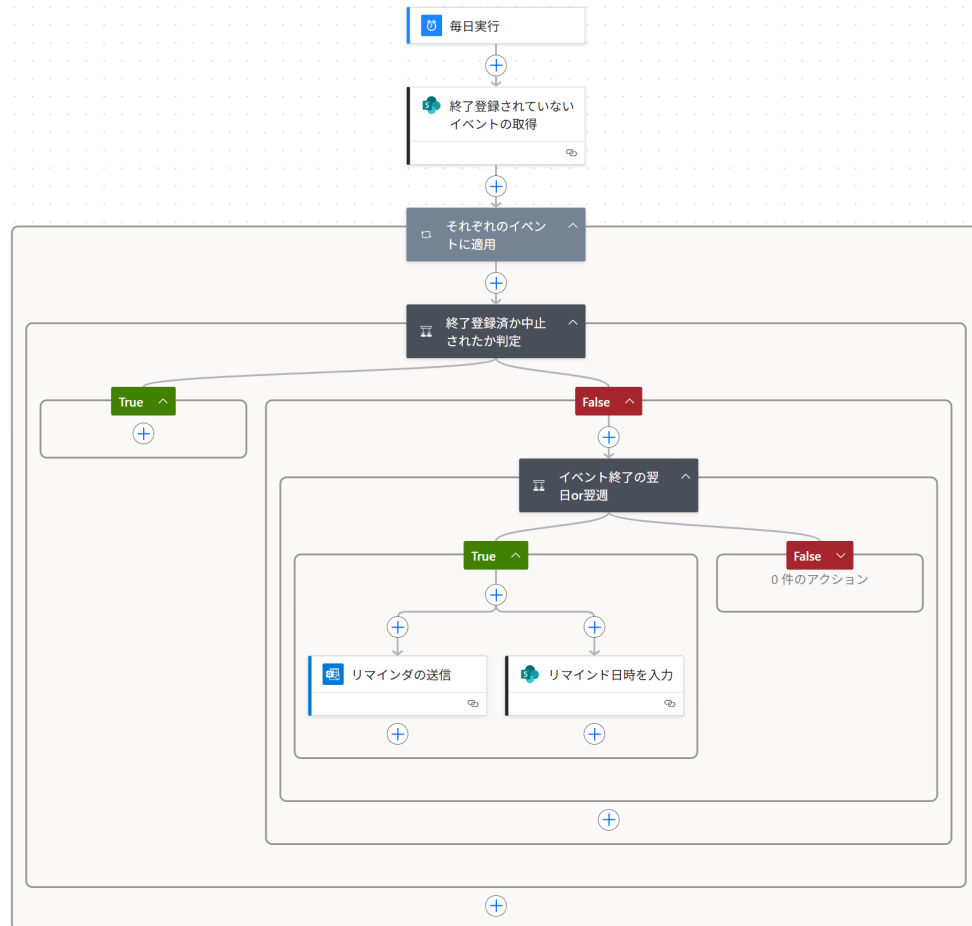 毎日実行
終了登録されていない
イベントの取得
それぞれのイベン
トに適用
終了登録済か中止
されたか判定
True
False
イベント終了の翌
日or翌週
True
False
0 件のアクション
リマインダの送信
リマインド日時を入力